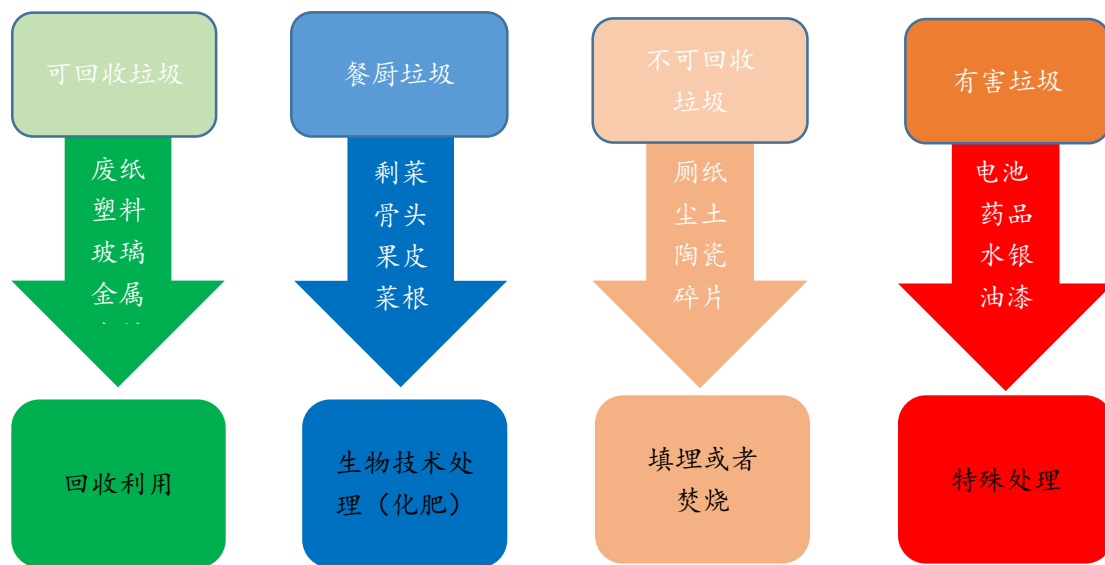 可回收垃圾
废纸
塑料
玻璃
金属
回收利用
餐厨垃圾
剩菜
骨头
果皮
菜根
生物技术处
理（化肥）
不可回收
垃圾
厕纸
尘土
陶瓷
碎片
填埋或者
焚烧
有害垃圾
电池
药品
水银
油漆
特殊处理